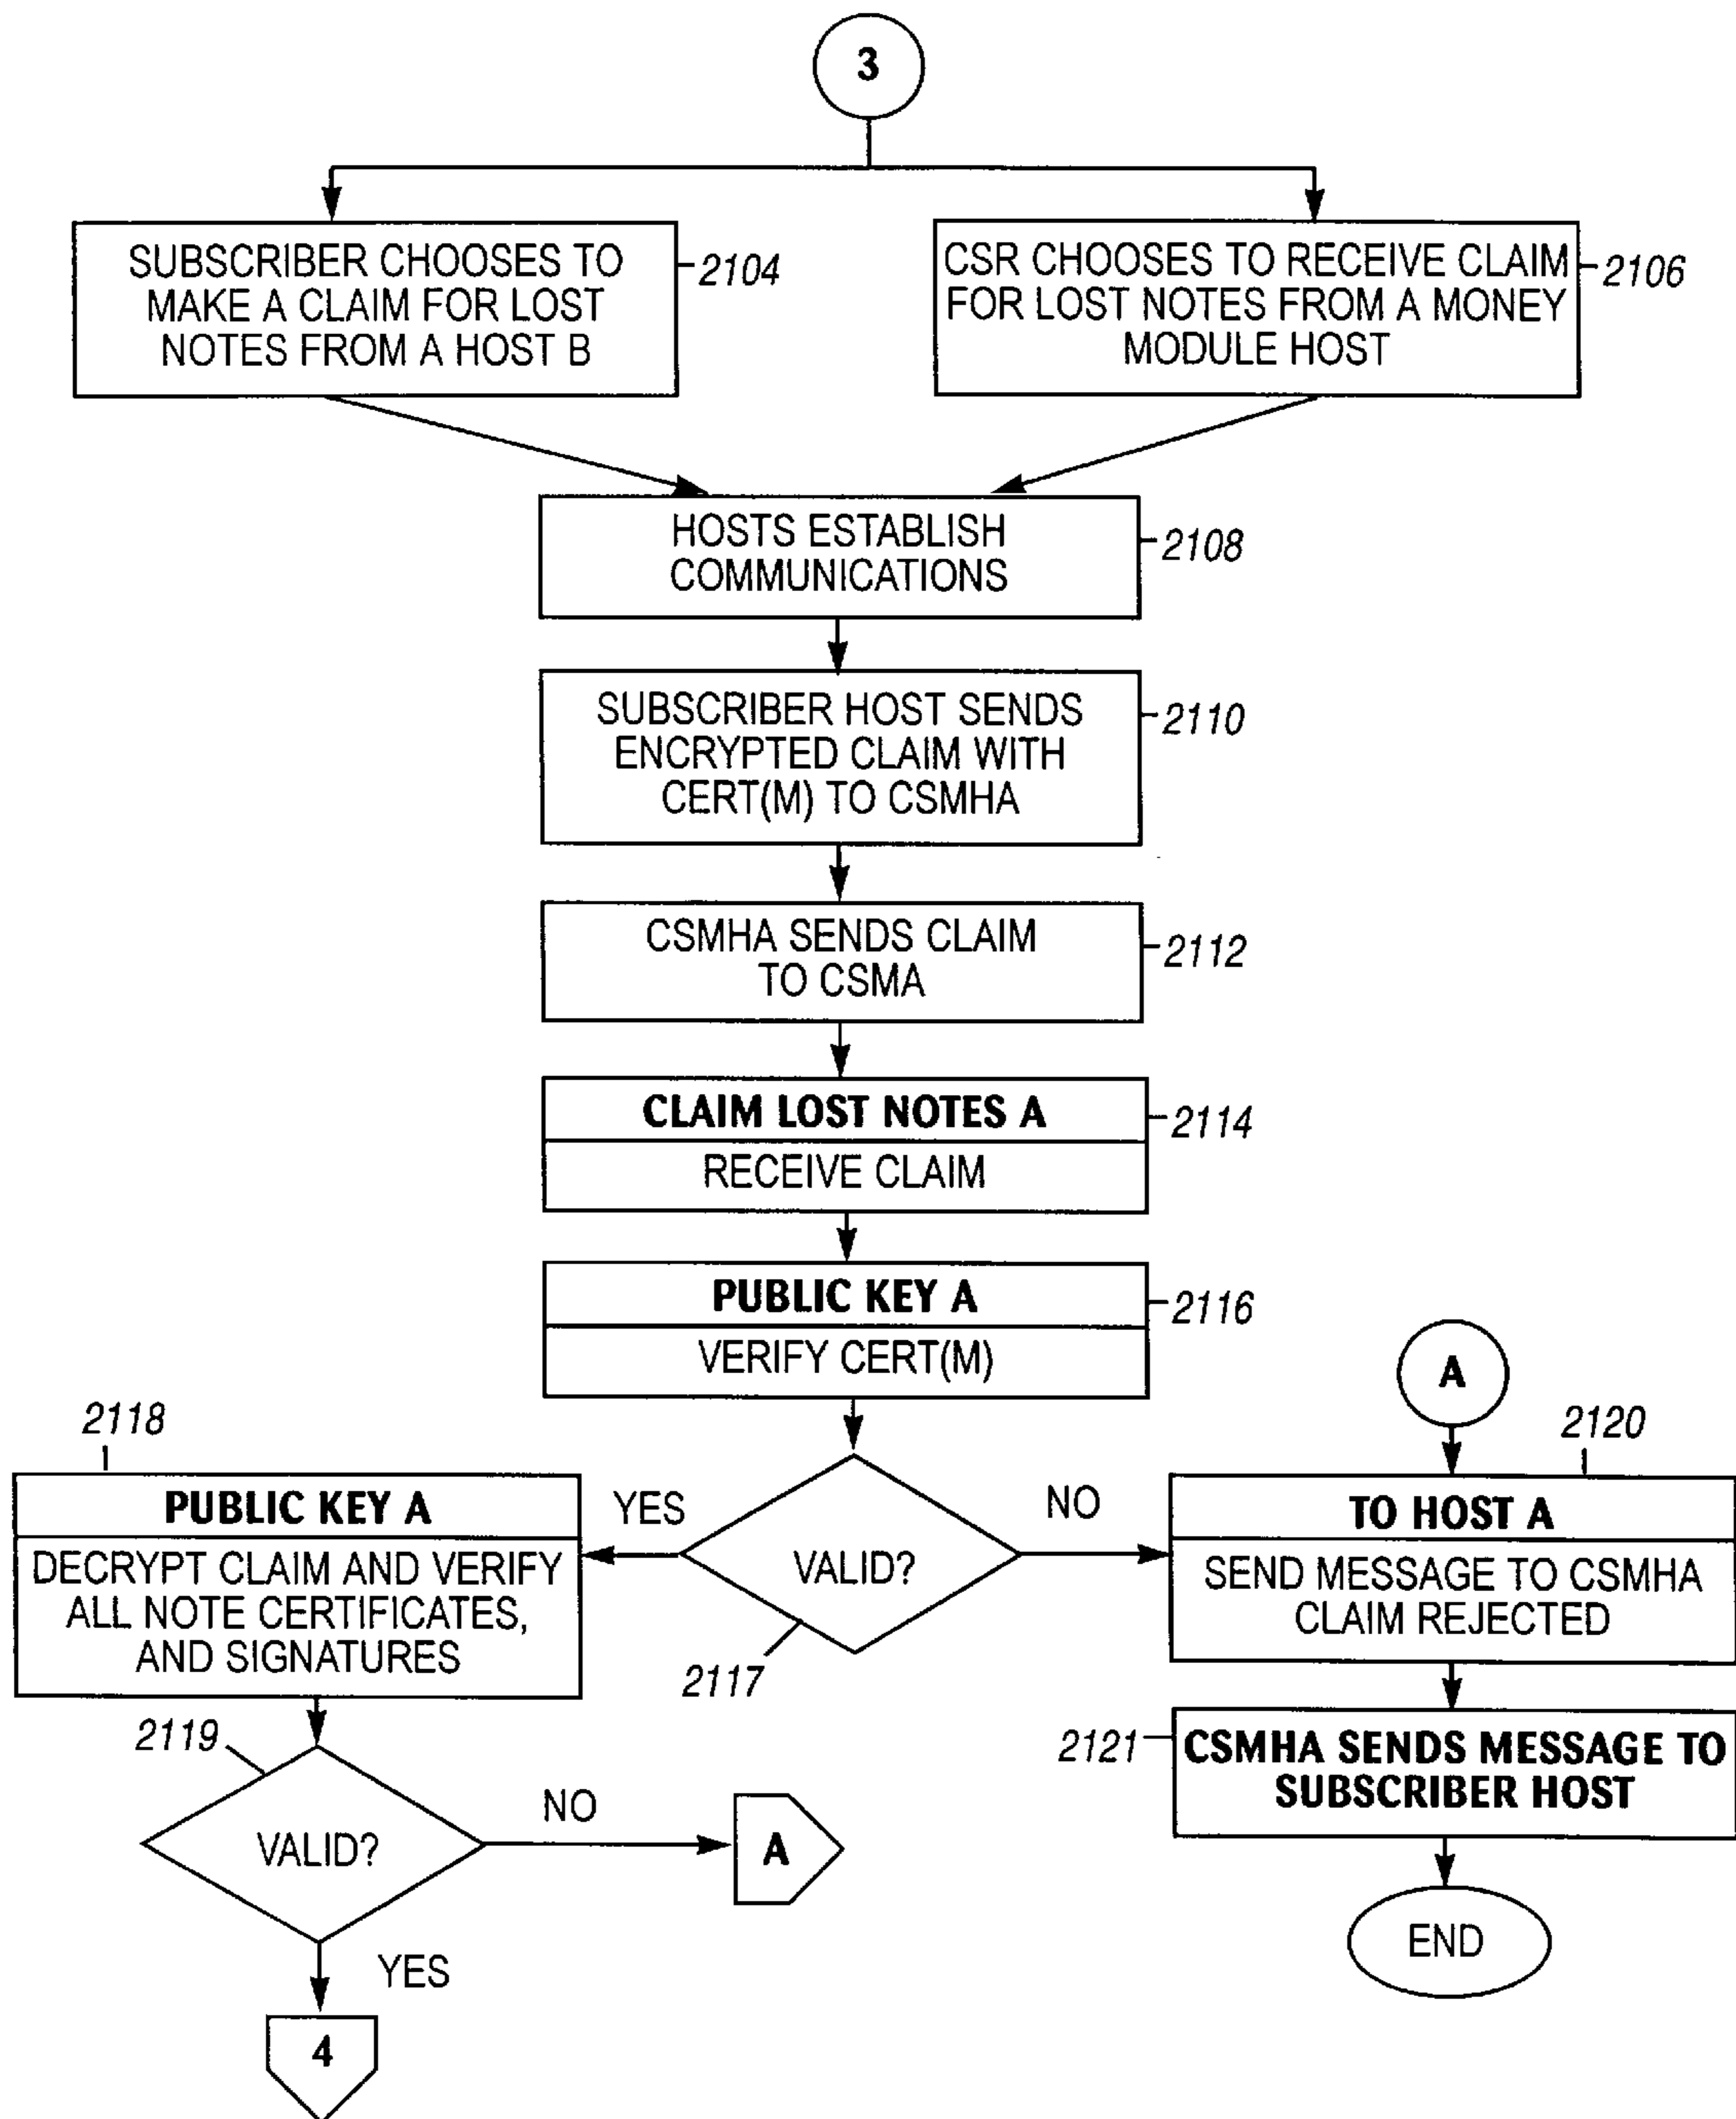 3
SUBSCRIBER CHOOSES TO
MAKE A CLAIM FOR LOST
NOTES FROM A HOST B
2104
CSR CHOOSES TO RECEIVE CLAIM
FOR LOST NOTES FROM A MONEY
MODULE HOST
2106
HOSTS ESTABLISH
COMMUNICATIONS
2108
SUBSCRIBER HOST SENDS
ENCRYPTED CLAIM WITH
CERT(M) TO CSMHA
2110
CSMHA SENDS CLAIM
TO CSMA
2112
CLAIM LOST NOTES A
RECEIVE CLAIM
2114
PUBLIC KEY A
VERIFY CERT(M)
2116
A
2118
PUBLIC KEY A
DECRYPT CLAIM AND VERIFY
ALL NOTE CERTIFICATES,
AND SIGNATURES
YES
VALID?
NO
2117
2120
TO HOST A
SEND MESSAGE TO CSMHA
CLAIM REJECTED
2121
CSMHA SENDS MESSAGE TO
SUBSCRIBER HOST
2119
VALID?
NO
A
END
YES
4